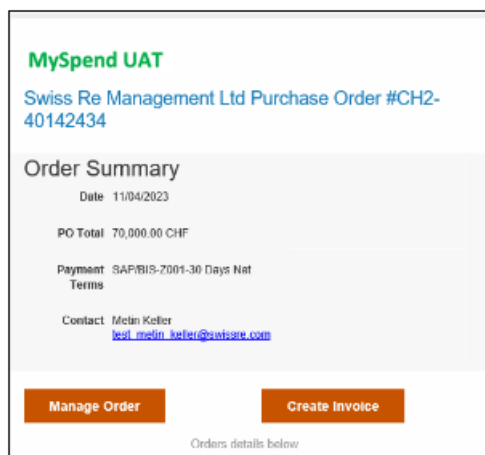 MySpend UAT
Swiss Re Management Ltd Purchase Order #CH2-
40142434
Order Summary
Date 11/04/2023
PO Total 70,000.00 CHF
Payment Terms SAP/BIS-Z001-30 Days Net
Contact Metin Keller
test_metin_keller@swissre.com
Manage Order
Create Invoice
Orders details below